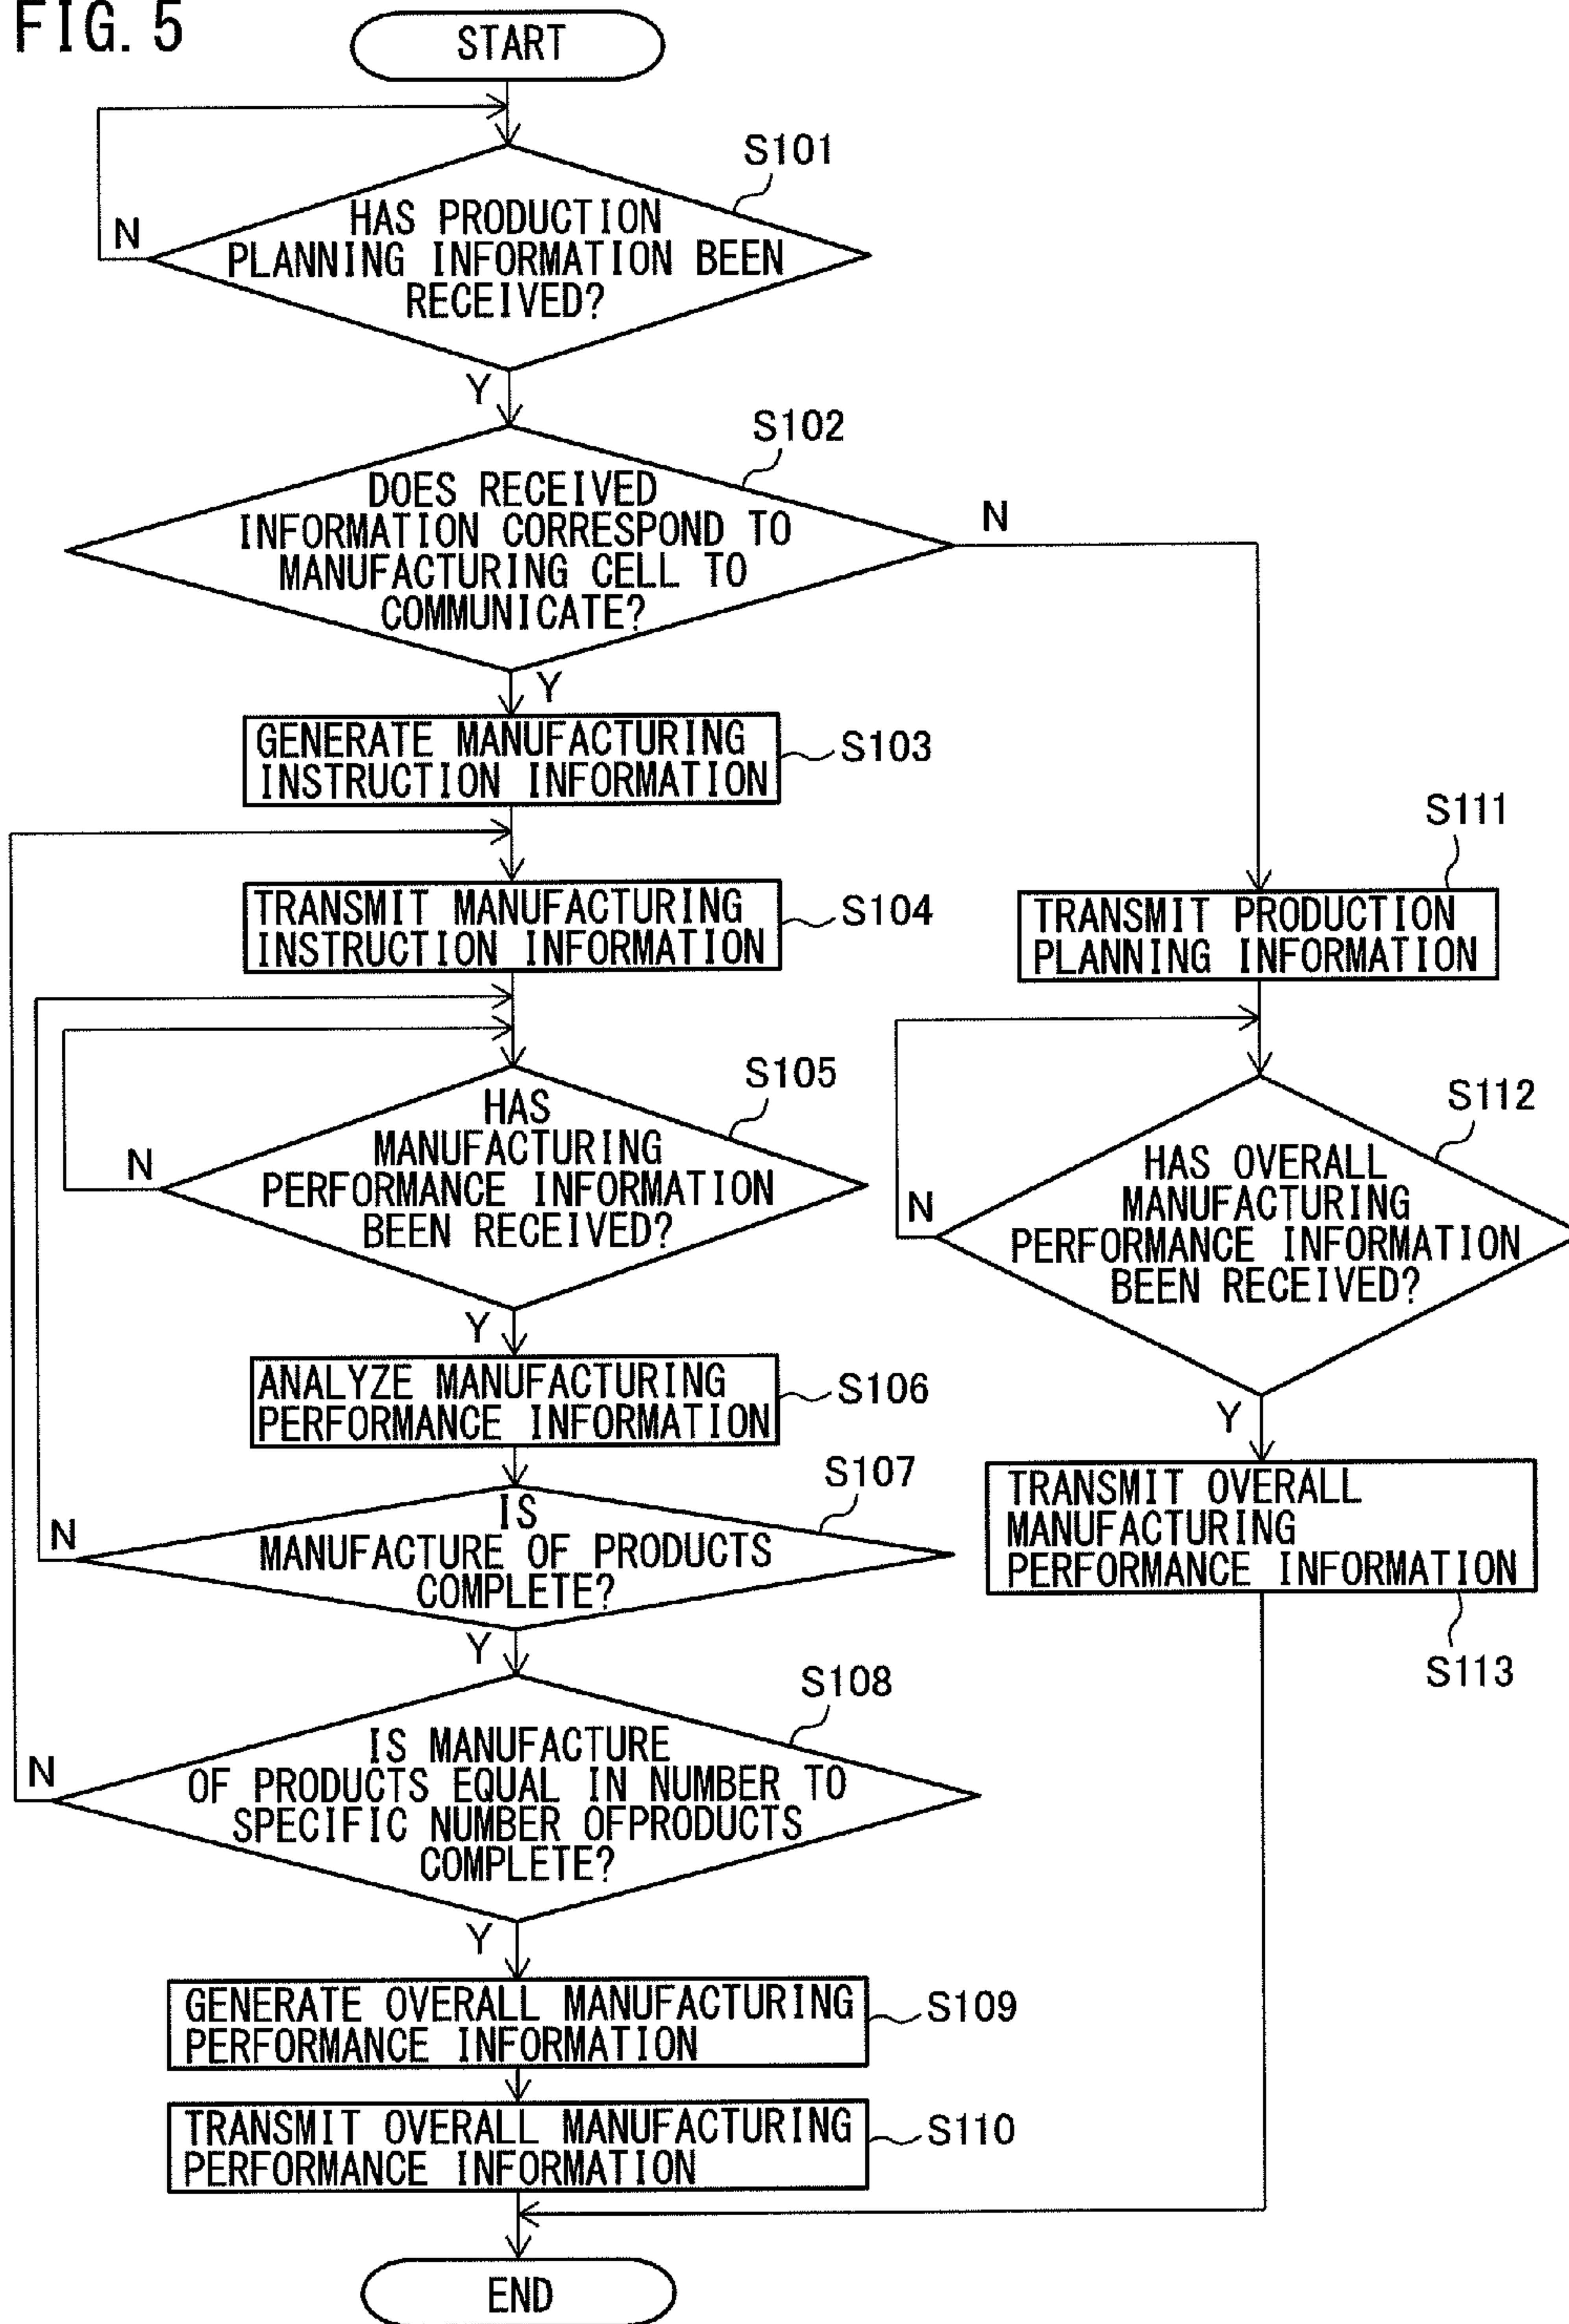 FIG. 5
START
S101
HAS PRODUCTION
PLANNING INFORMATION BEEN
RECEIVED?
N
Y
S102
DOES RECEIVED
INFORMATION CORRESPOND TO
MANUFACTURING CELL TO
COMMUNICATE?
N
Y
GENERATE MANUFACTURING
INSTRUCTION INFORMATION
S103
TRANSMIT MANUFACTURING
INSTRUCTION INFORMATION
S104
S105
HAS
MANUFACTURING
PERFORMANCE INFORMATION
BEEN RECEIVED?
N
Y
ANALYZE MANUFACTURING
PERFORMANCE INFORMATION
S106
S107
IS
MANUFACTURE OF PRODUCTS
COMPLETE?
N
Y
S108
IS MANUFACTURE
OF PRODUCTS EQUAL IN NUMBER TO
SPECIFIC NUMBER OFPRODUCTS
COMPLETE?
N
Y
GENERATE OVERALL MANUFACTURING
PERFORMANCE INFORMATION
S109
TRANSMIT OVERALL MANUFACTURING
PERFORMANCE INFORMATION
S110
S111
TRANSMIT PRODUCTION
PLANNING INFORMATION
S112
HAS OVERALL
MANUFACTURING
PERFORMANCE INFORMATION
BEEN RECEIVED?
N
Y
TRANSMIT OVERALL
MANUFACTURING
PERFORMANCE INFORMATION
S113
END